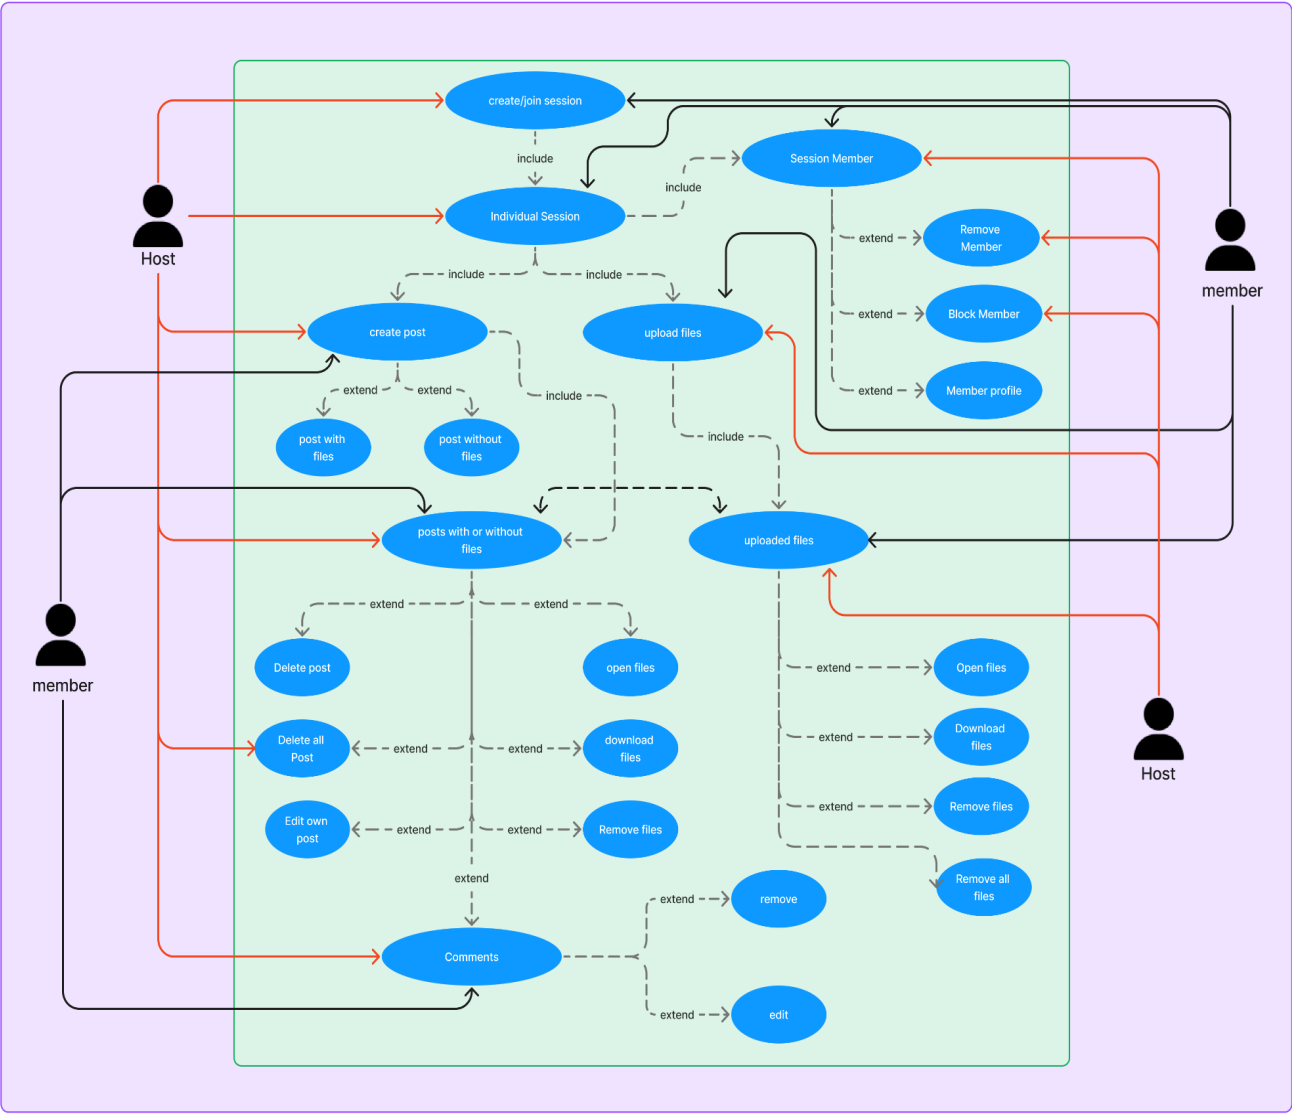 create/join session
include
Session Member
include
Individual Session
Host
Remove
Member
extend
include
include
member
extend
Block Member
create post
upload files
extend
extend
extend
Member profile
include
post with
files
post without
files
include
posts with or without
files
uploaded files
extend
extend
Delete post
open files
extend
Open files
member
Delete all
Post
extend
extend
download
files
extend
Download
files
Host
Edit own
post
extend
extend
Remove files
extend
Remove files
extend
Remove all
files
extend
remove
Comments
extend
edit